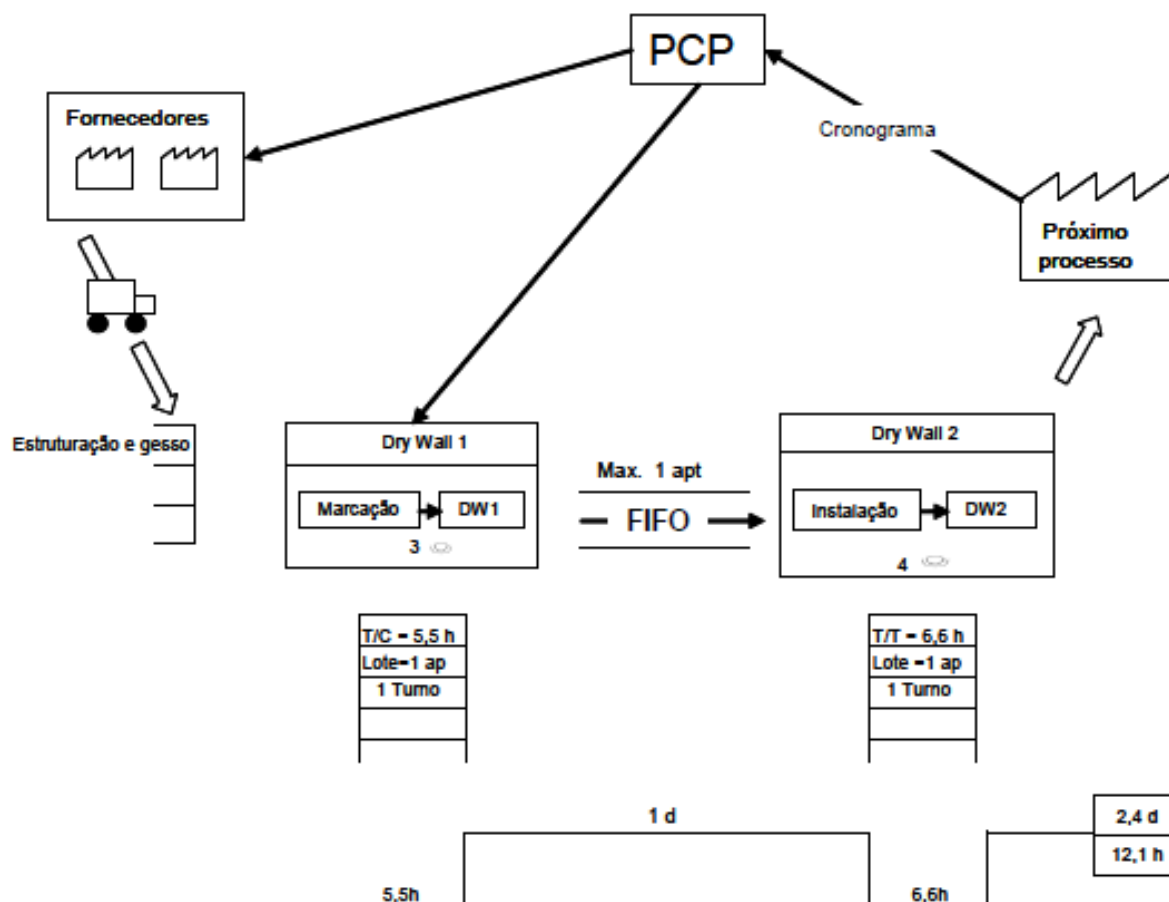 PCP
Fornecedores
Cronograma
Próximo
processo
Estruturação e gesso
Dry Wall 1
Marcação
DW1
3
Max. 1 apt
FIFO
Dry Wall 2
Instalação
DW2
4
T/C = 5,5 h
Lote=1 ap
1 Turno
T/T = 6,6 h
Lote =1 ap
1 Turno
1 d
2,4 d
12,1 h
5,5h
6,6h